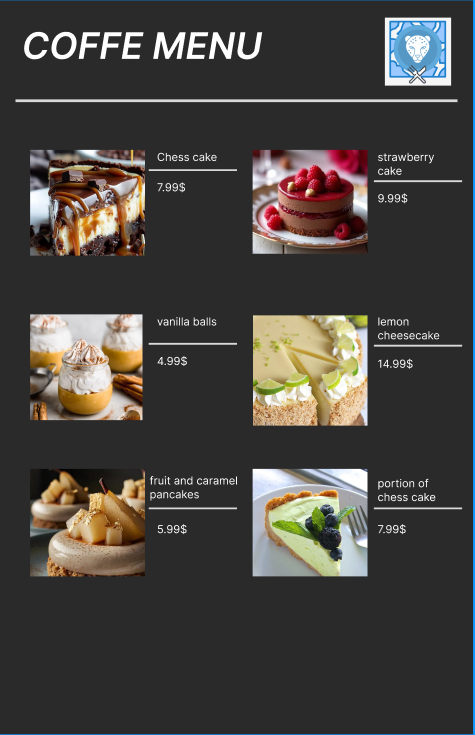 COFFE MENU
Chess cake
7.99$
strawberry
cake
9.99$
vanilla balls
4.99$
lemon
cheesecake
14.99$
fruit and caramel
pancakes
5.99$
portion of
chess cake
7.99$